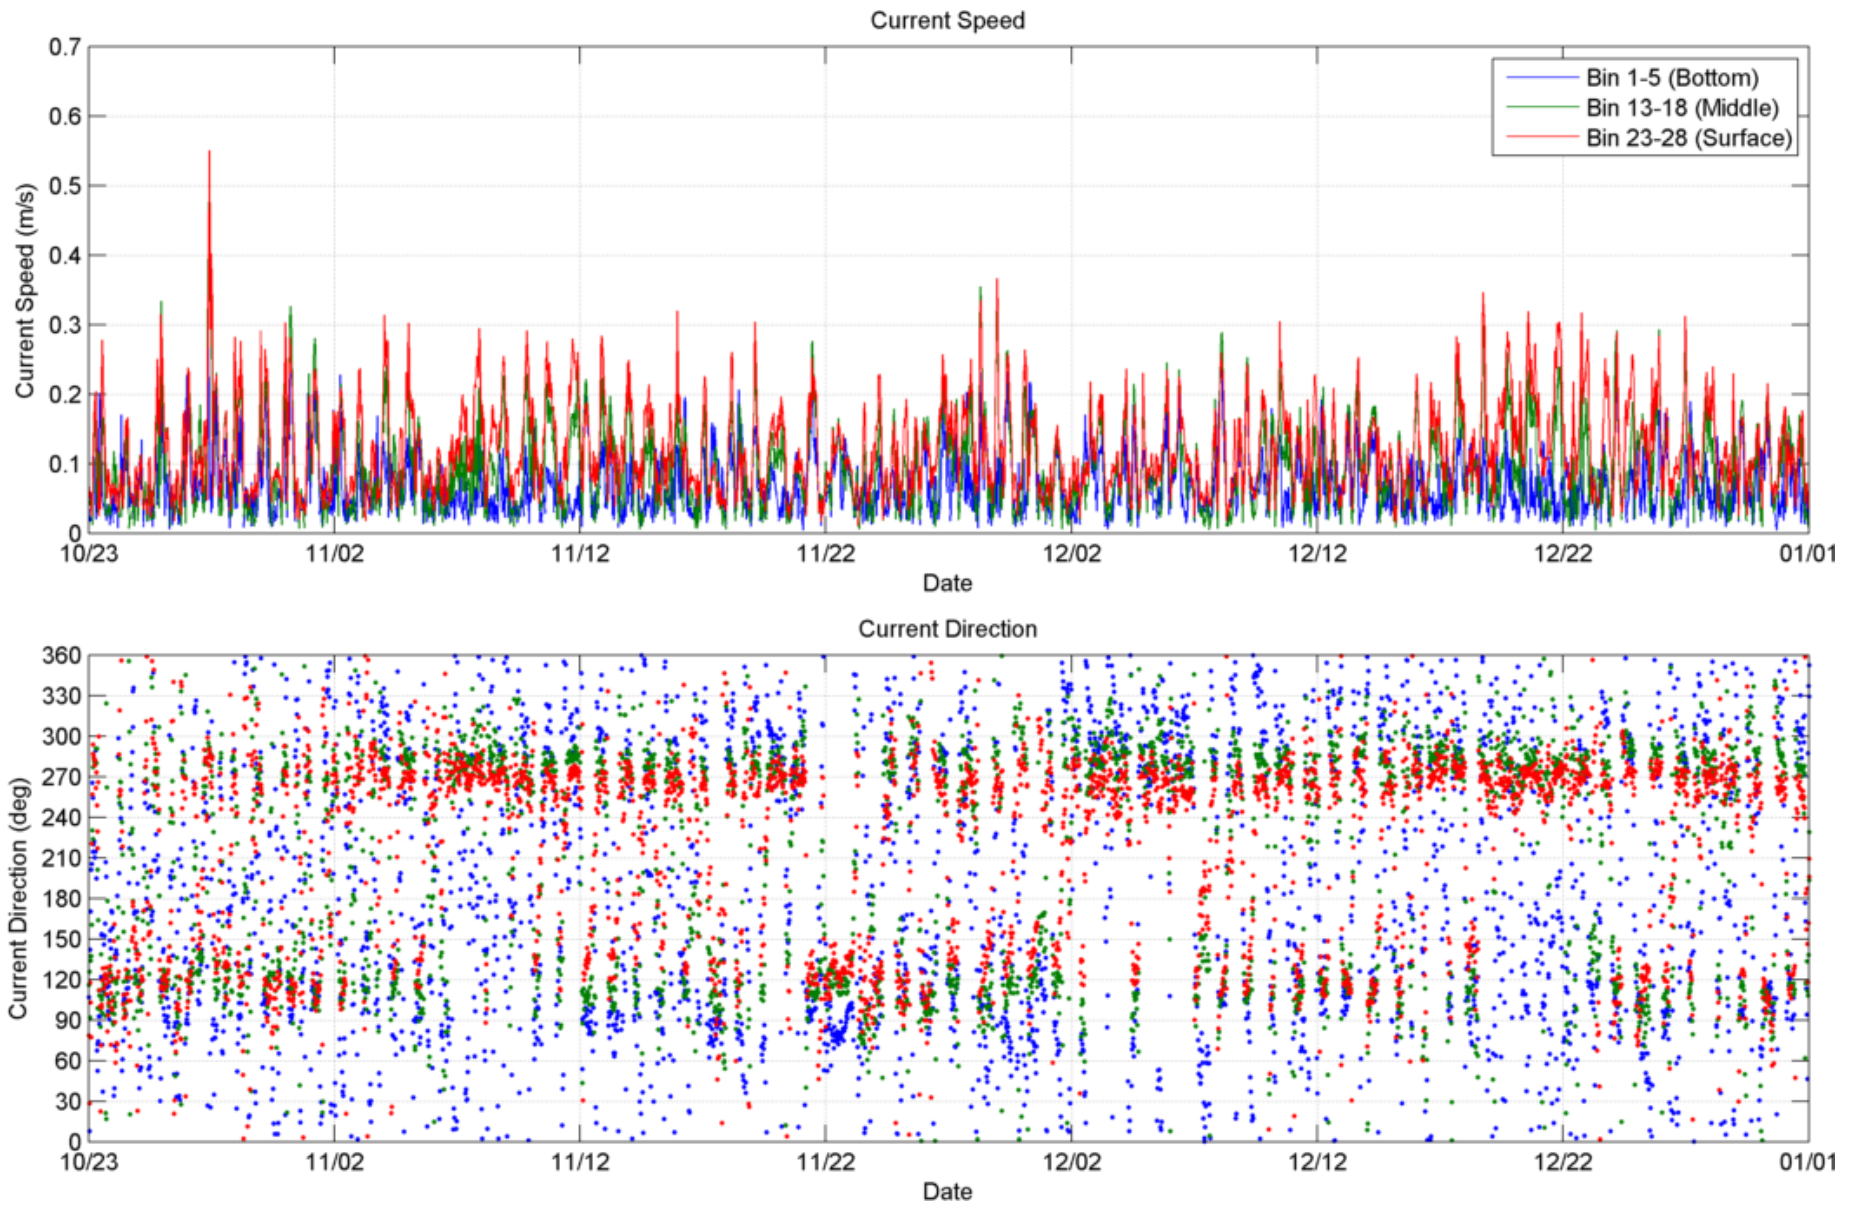 Current Speed
0.7
0.6
0.5
0.4
0.3
0.2
0.1
0
Current Speed (m/s)
Bin 1-5 (Bottom)
Bin 13-18 (Middle)
Bin 23-28 (Surface)
10/23 11/02 11/12 11/22 12/02 12/12 12/22 01/01
Date
Current Direction
360
330
300
270
240
210
180
150
120
90
60
30
0
Current Direction (deg)
10/23 11/02 11/12 11/22 12/02 12/12 12/22 01/01
Date